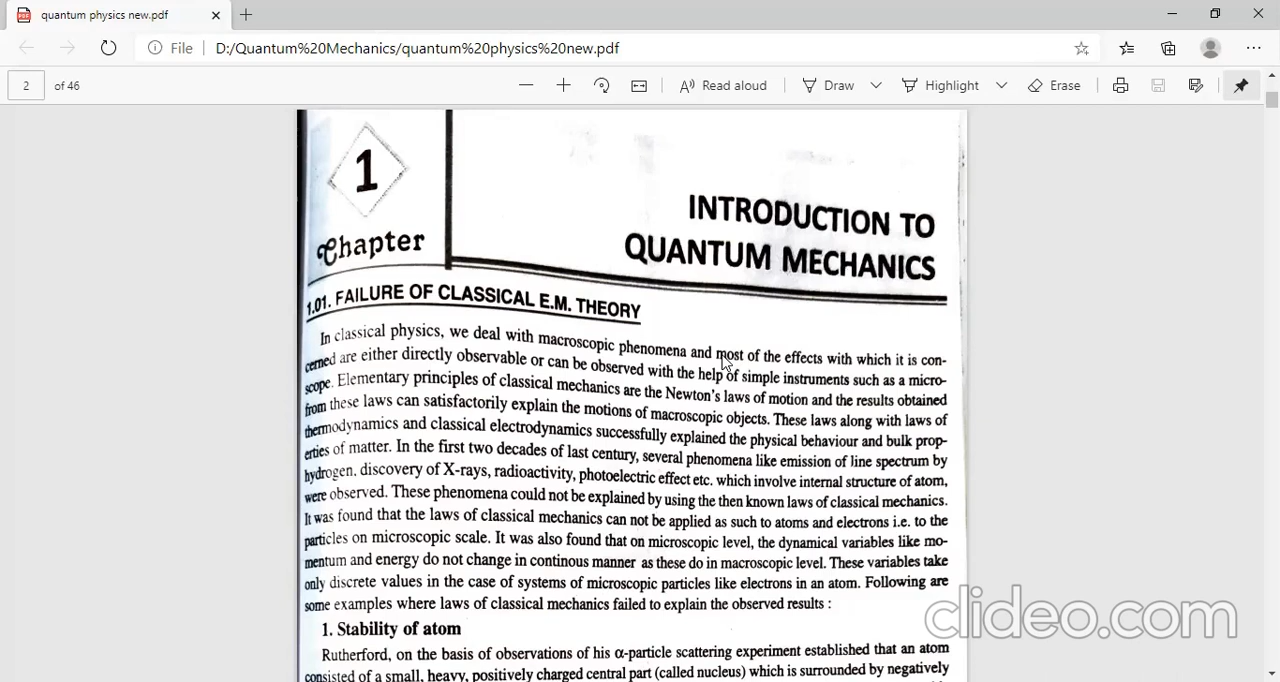 quantum physics new.pdf
File
D:/Quantum%20Mechanics/quantum%20physics%20new.pdf
2 of 46
Read aloud
Draw
Highlight
Erase
1
Chapter
INTRODUCTION TO
QUANTUM MECHANICS
1.01. FAILURE OF CLASSICAL E.M. THEORY
In classical physics, we deal with macroscopic phenomena and most of the effects with which it is con-
cerned are either directly observable or can be observed with the help of simple instruments such as a micro-
scope. Elementary principles of classical mechanics are the Newton's laws of motion and the results obtained
from these laws can satisfactorily explain the motions of macroscopic objects. These laws along with laws of
thermodynamics and classical electrodynamics successfully explained the physical behaviour and bulk prop-
erties of matter. In the first two decades of last century, several phenomena like emission of line spectrum by
hydrogen. discovery of X-rays, radioactivity, photoelectric effect etc. which involve internal structure of atom,
were observed. These phenomena could not be explained by using the then known laws of classical mechanics.
It was found that the laws of classical mechanics can not be applied as such to atoms and electrons i.e. to the
particles on microscopic scale. It was also found that on microscopic level, the dynamical variables like mo-
mentum and energy do not change in continous manner as these do in macroscopic level. These variables take
only discrete values in the case of systems of microscopic particles like electrons in an atom. Following are
some examples where laws of classical mechanics failed to explain the observed results :
1. Stability of atom
Rutherford, on the basis of observations of his α-particle scattering experiment established that an atom
consisted of a small, heavy, positively charged central part (called nucleus) which is surrounded by negatively
clideo.com